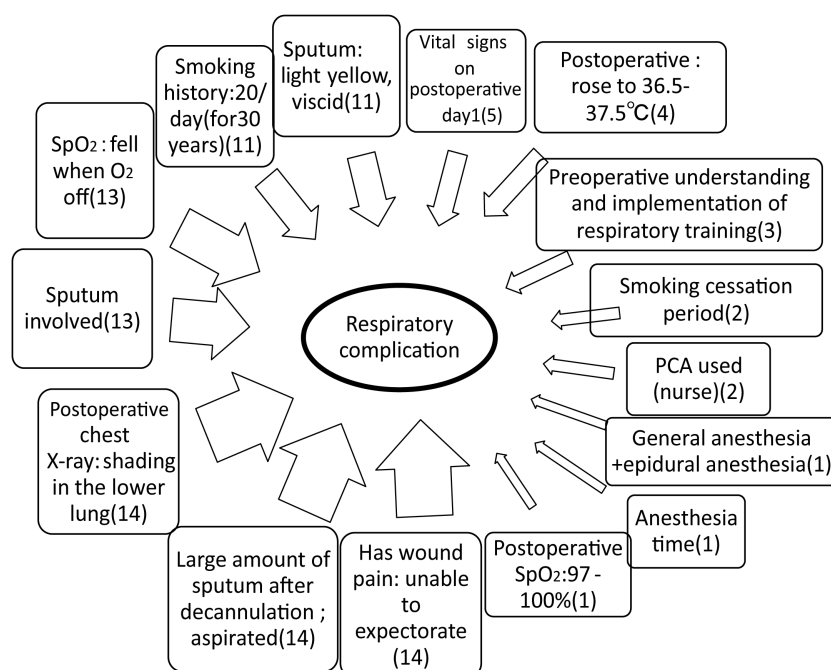 Sputum:
light yellow,
viscid(11)
Vital signs
on
postoperative
day1(5)
Postoperative :
rose to 36.5-
37.5℃(4)
Preoperative understanding
and implementation of
respiratory training(3)
Smoking cessation
period(2)
PCA used
(nurse)(2)
General anesthesia
+epidural anesthesia(1)
Anesthesia
time(1)
Postoperative
SpO2:97 -
100%(1)
Has wound
pain: unable
to
expectorate
(14)
Large amount of
sputum after
decannulation ;
aspirated(14)
Postoperative
chest
X-ray: shading
in the lower
lung(14)
Sputum
involved(13)
SpO2 : fell
when O2
off(13)
Smoking
history:20/
day(for30
years)(11)
Respiratory
complication